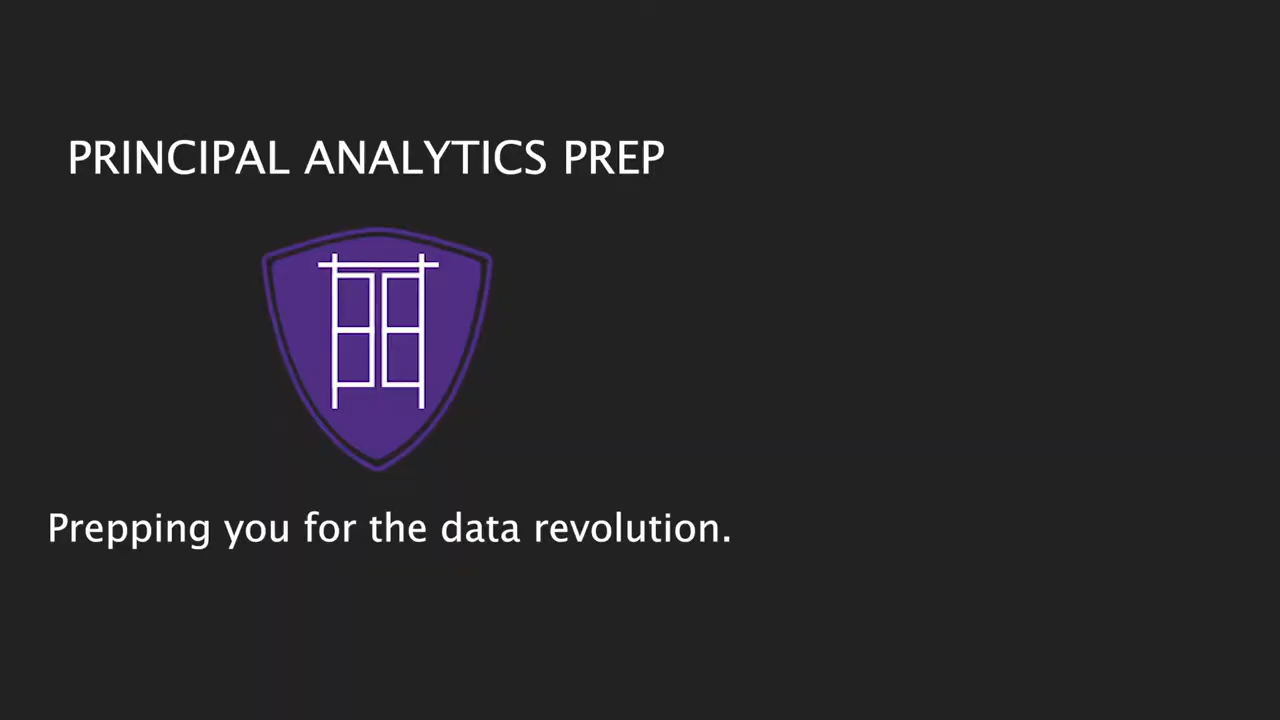 PRINCIPAL ANALYTICS PREP
Prepping you for the data revolution.